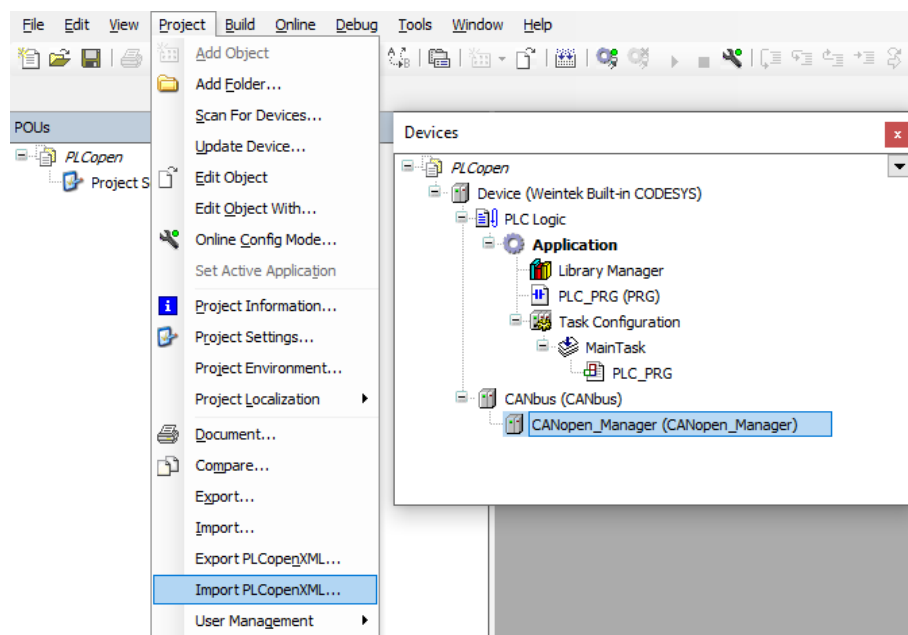 File Edit View Project Build Online Debug Tools Window Help
Add Object
Add Folder...
Scan For Devices...
Update Device...
Edit Object
Edit Object With...
Online Config Mode...
Set Active Application
Project Information...
Project Settings...
Project Environment...
Project Localization
Document...
Compare...
Export...
Import...
Export PLCopenXML...
Import PLCopenXML...
User Management
POUs
PLCopen
Project S
Devices
PLCopen
Device (Weintek Built-in CODESYS)
PLC Logic
Application
Library Manager
PLC_PRG (PRG)
Task Configuration
MainTask
PLC_PRG
CANbus (CANbus)
CANopen_Manager (CANopen_Manager)